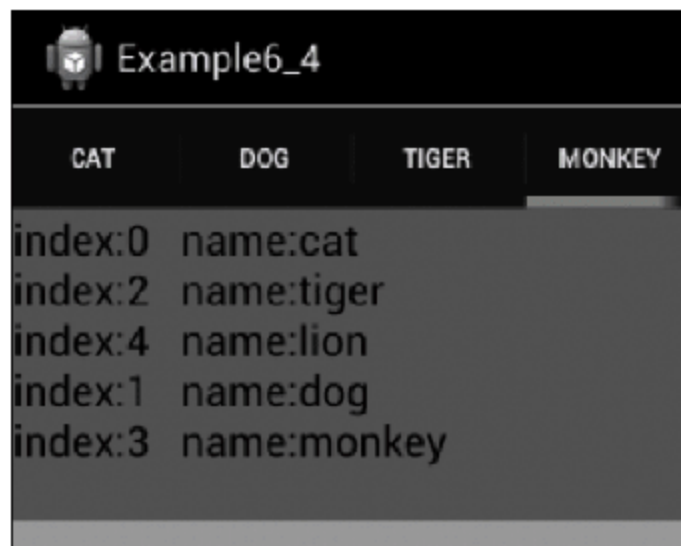 Example6_4
CAT DOG TIGER MONKEY
index:0 name:cat
index:2 name:tiger
index:4 name:lion
index:1 name:dog
index:3 name:monkey